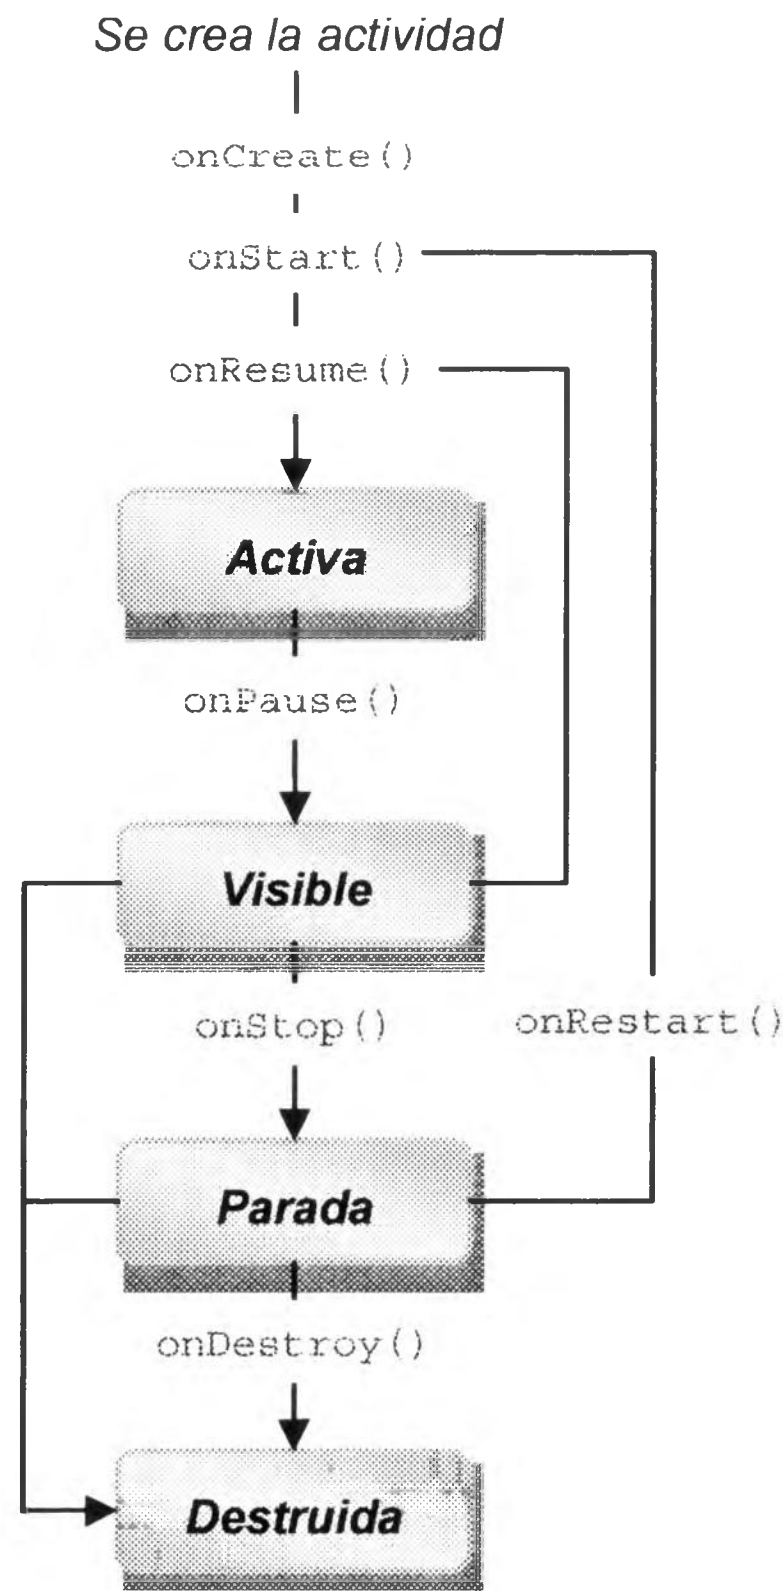 Se crea la actividad
onCreate()
onStart()
onResume()
Activa
onPause()
Visible
onStop()
onRestart()
Parada
onDestroy()
Destruida